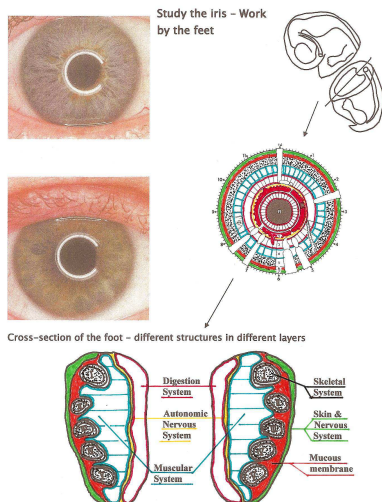 Study the iris – Work
by the feet
Cross-section of the foot – different structures in different layers
Digestion
System
Autonomic
Nervous
System
Muscular
System
Skeletal
System
Skin &
Nervous
System
Mucous
membrane